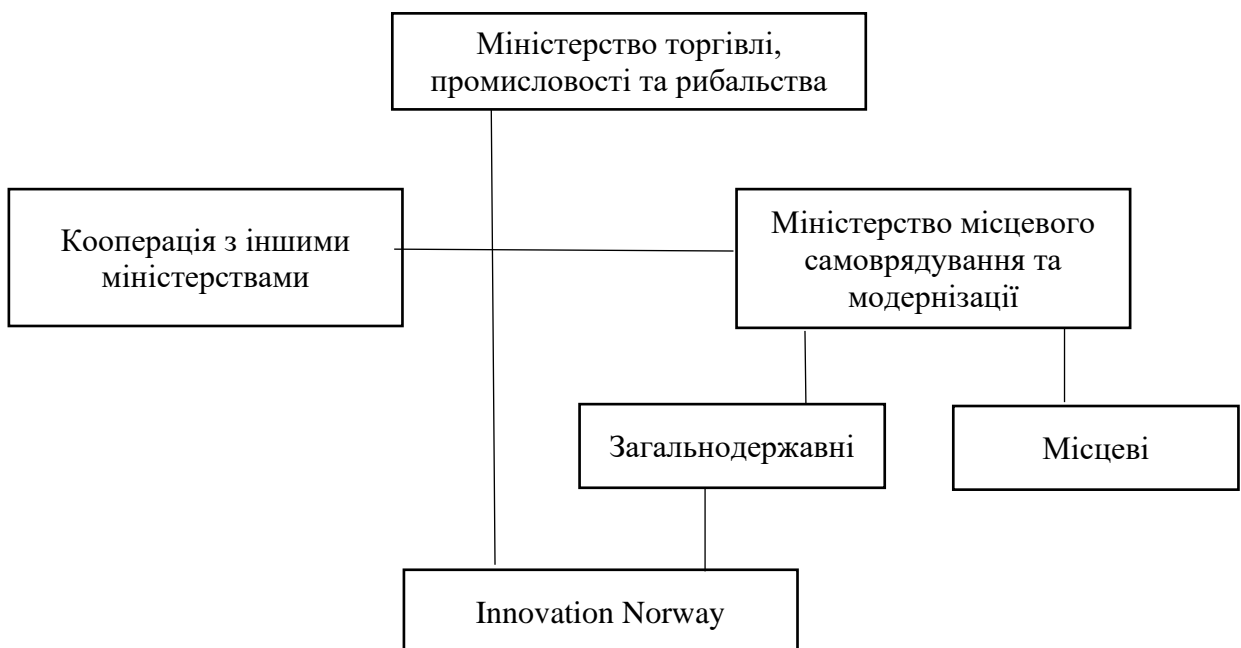 Міністерство торгівлі,
промисловості та рибальства
Кооперація з іншими
міністерствами
Міністерство місцевого
самоврядування та
модернізації
Загальнодержавні
Місцеві
Innovation Norway